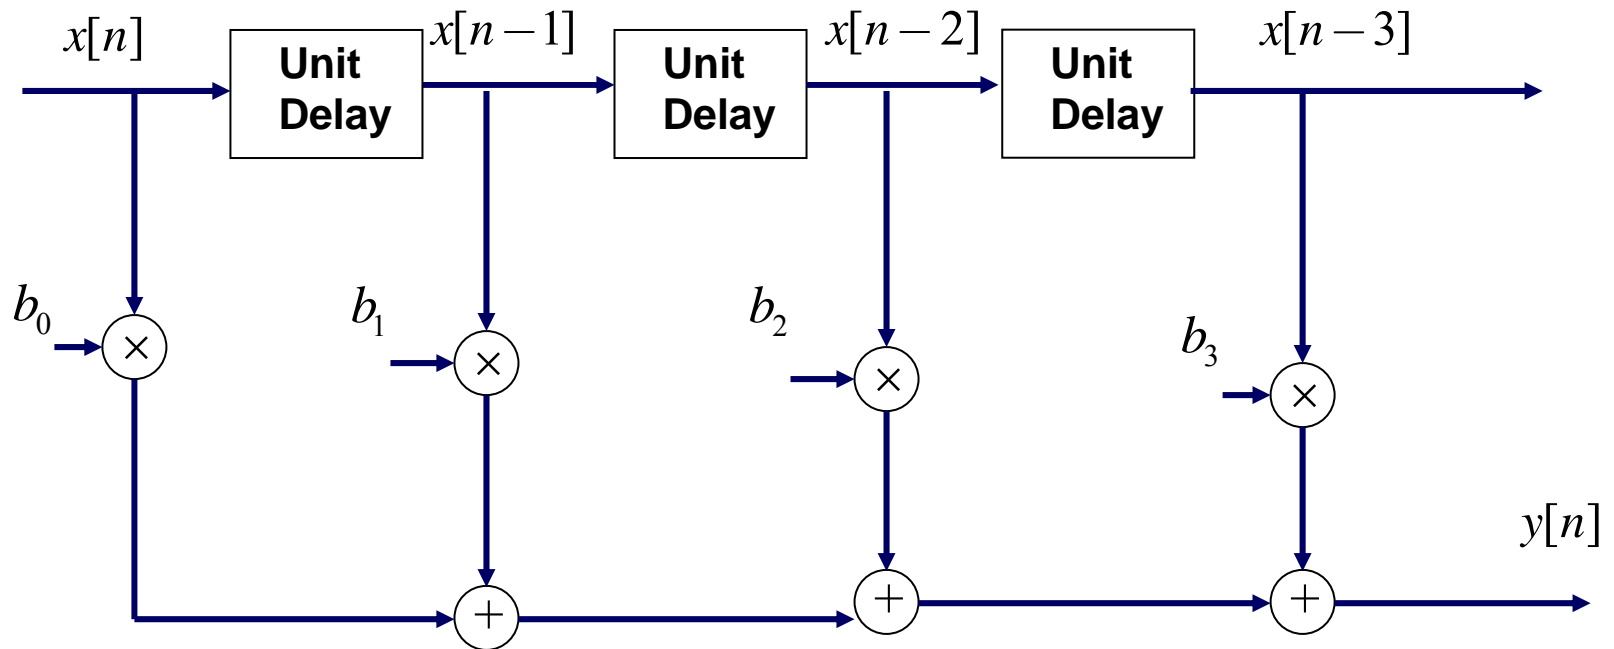 x[n]
x[n−1]
x[n−2]
x[n−3]
Unit
Delay
Unit
Delay
Unit
Delay
b₀
b₁
b₂
b₃
×
×
×
×
y[n]
+
+
+